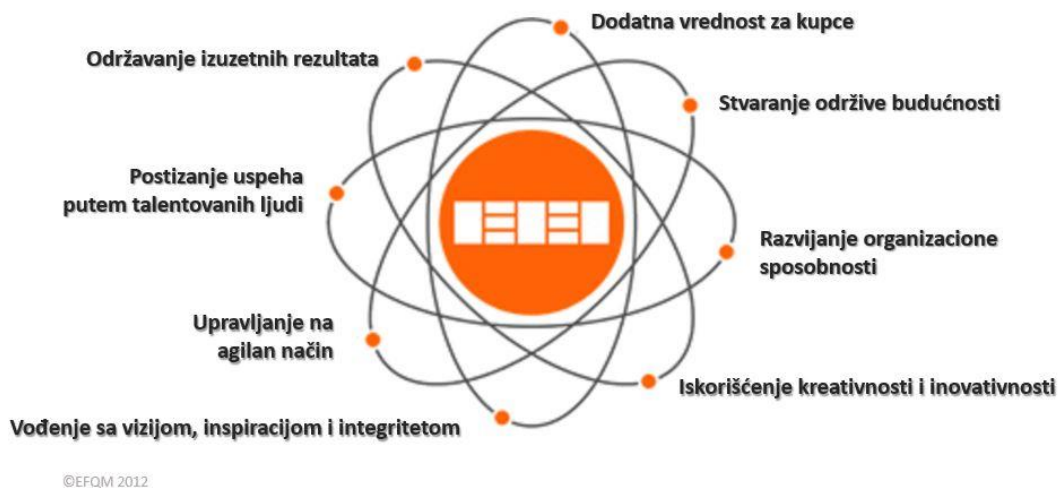 Dodatna vrednost za kupce
Održavanje izuzetnih rezultata
Stvaranje održive budućnosti
Postizanje uspeha
putem talentovanih ljudi
Razvijanje organizacione
sposobnosti
Upravljanje na
agilan način
Iskorišćenje kreativnosti i inovativnosti
Vođenje sa vizijom, inspiracijom i integritetom
©EFQM 2012